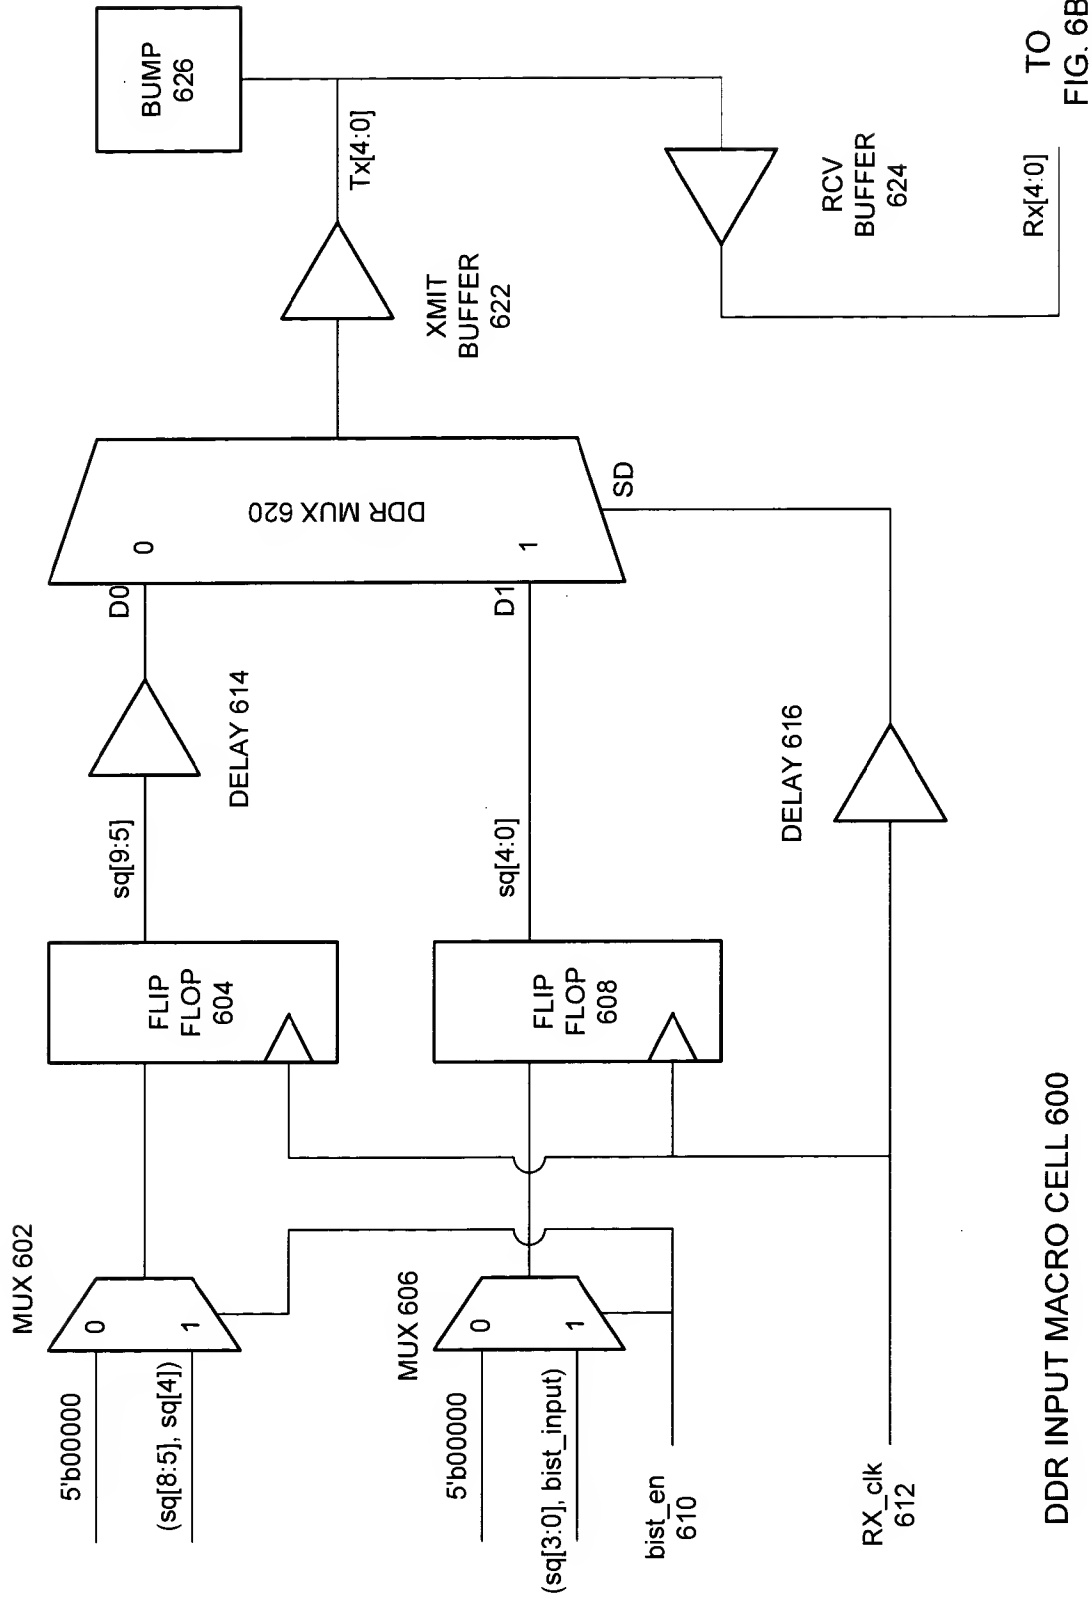 MUX 602
5'b00000
0
(sq[8:5], sq[4])
1
FLIP
FLOP
604
sq[9:5]
DELAY 614
D0
0
BUMP
626
MUX 606
5'b00000
0
(sq[3:0], bist_input)
1
FLIP
FLOP
608
sq[4:0]
D1
1
DDR MUX 620
SD
XMIT
BUFFER
622
Tx[4:0]
bist_en
610
RX_clk
612
DELAY 616
RCV
BUFFER
624
Rx[4:0]
TO
FIG. 6B
DDR INPUT MACRO CELL 600